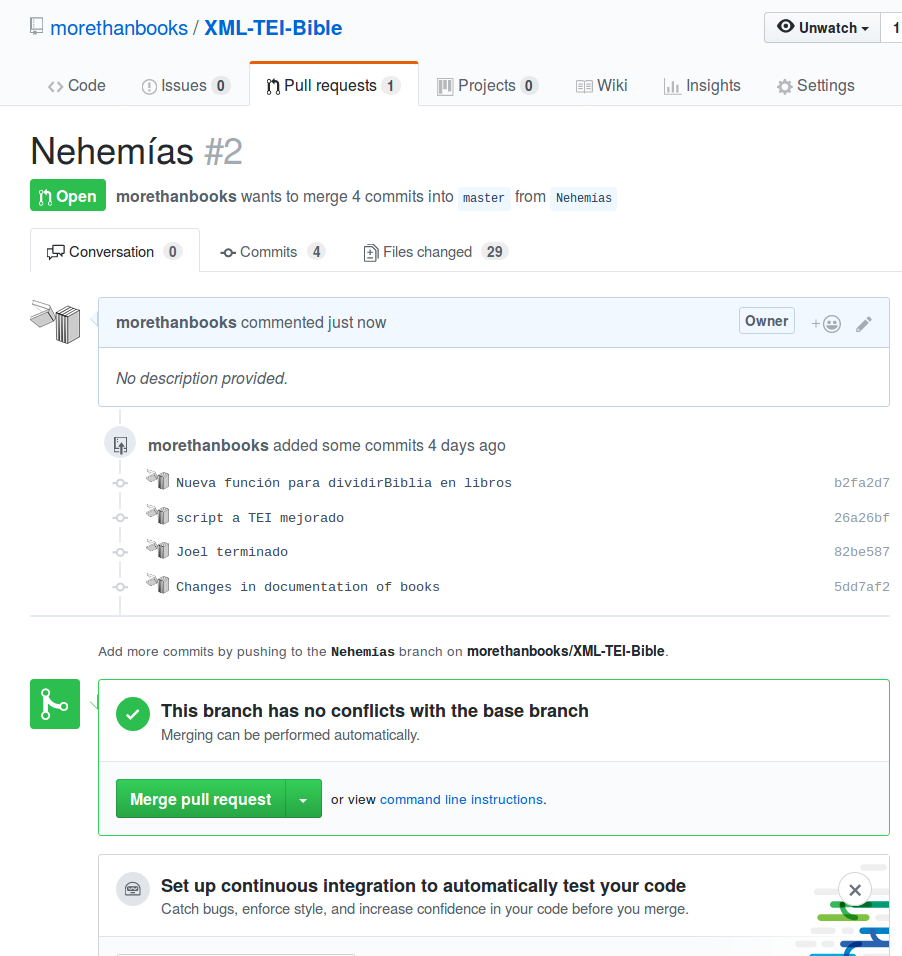 morethanbooks / XML-TEI-Bible
Unwatch 1
Code Issues 0 Pull requests 1 Projects 0 Wiki Insights Settings
Nehemías #2
Open morethanbooks wants to merge 4 commits into master from Nehemías
Conversation 0 Commits 4 Files changed 29
morethanbooks commented just now Owner +
No description provided.
morethanbooks added some commits 4 days ago
Nueva función para dividirBiblia en libros b2fa2d7
script a TEI mejorado 26a26bf
Joel terminado 82be587
Changes in documentation of books 5dd7af2
Add more commits by pushing to the Nehemías branch on morethanbooks/XML-TEI-Bible.
This branch has no conflicts with the base branch
Merging can be performed automatically.
Merge pull request or view command line instructions.
Set up continuous integration to automatically test your code
Catch bugs, enforce style, and increase confidence in your code before you merge.